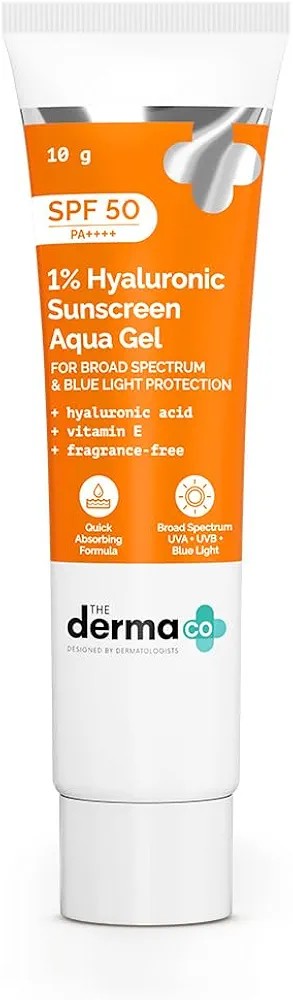 10 g
SPF 50
PA++++
1% Hyaluronic
Sunscreen
Aqua Gel
FOR BROAD SPECTRUM
& BLUE LIGHT PROTECTION
+ hyaluronic acid
+ vitamin E
+ fragrance-free
Quick
Absorbing
Formula
Broad Spectrum
UVA • UVB •
Blue Light
THE
derma co
DESIGNED BY DERMATOLOGISTS